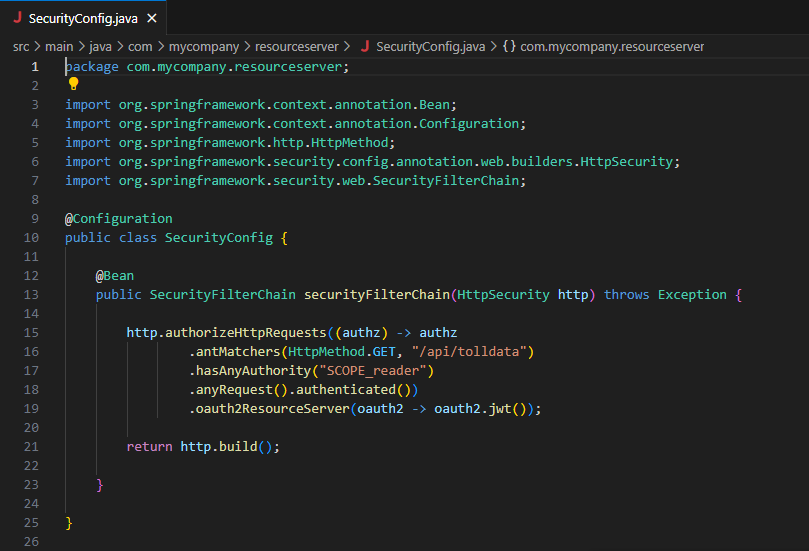 J SecurityConfig.java ×
src > main > java > com > mycompany > resourceserver > J SecurityConfig.java > {} com.mycompany.resourceserver
1 package com.mycompany.resourceserver;
2
3 import org.springframework.context.annotation.Bean;
4 import org.springframework.context.annotation.Configuration;
5 import org.springframework.http.HttpMethod;
6 import org.springframework.security.config.annotation.web.builders.HttpSecurity;
7 import org.springframework.security.web.SecurityFilterChain;
8
9 @Configuration
10 public class SecurityConfig {
11
12     @Bean
13     public SecurityFilterChain securityFilterChain(HttpSecurity http) throws Exception {
14
15         http.authorizeHttpRequests((authz) -> authz
16                 .antMatchers(HttpMethod.GET, "/api/tolldata")
17                 .hasAnyAuthority("SCOPE_reader")
18                 .anyRequest().authenticated())
19                 .oauth2ResourceServer(oauth2 -> oauth2.jwt());
20
21         return http.build();
22
23     }
24
25 }
26